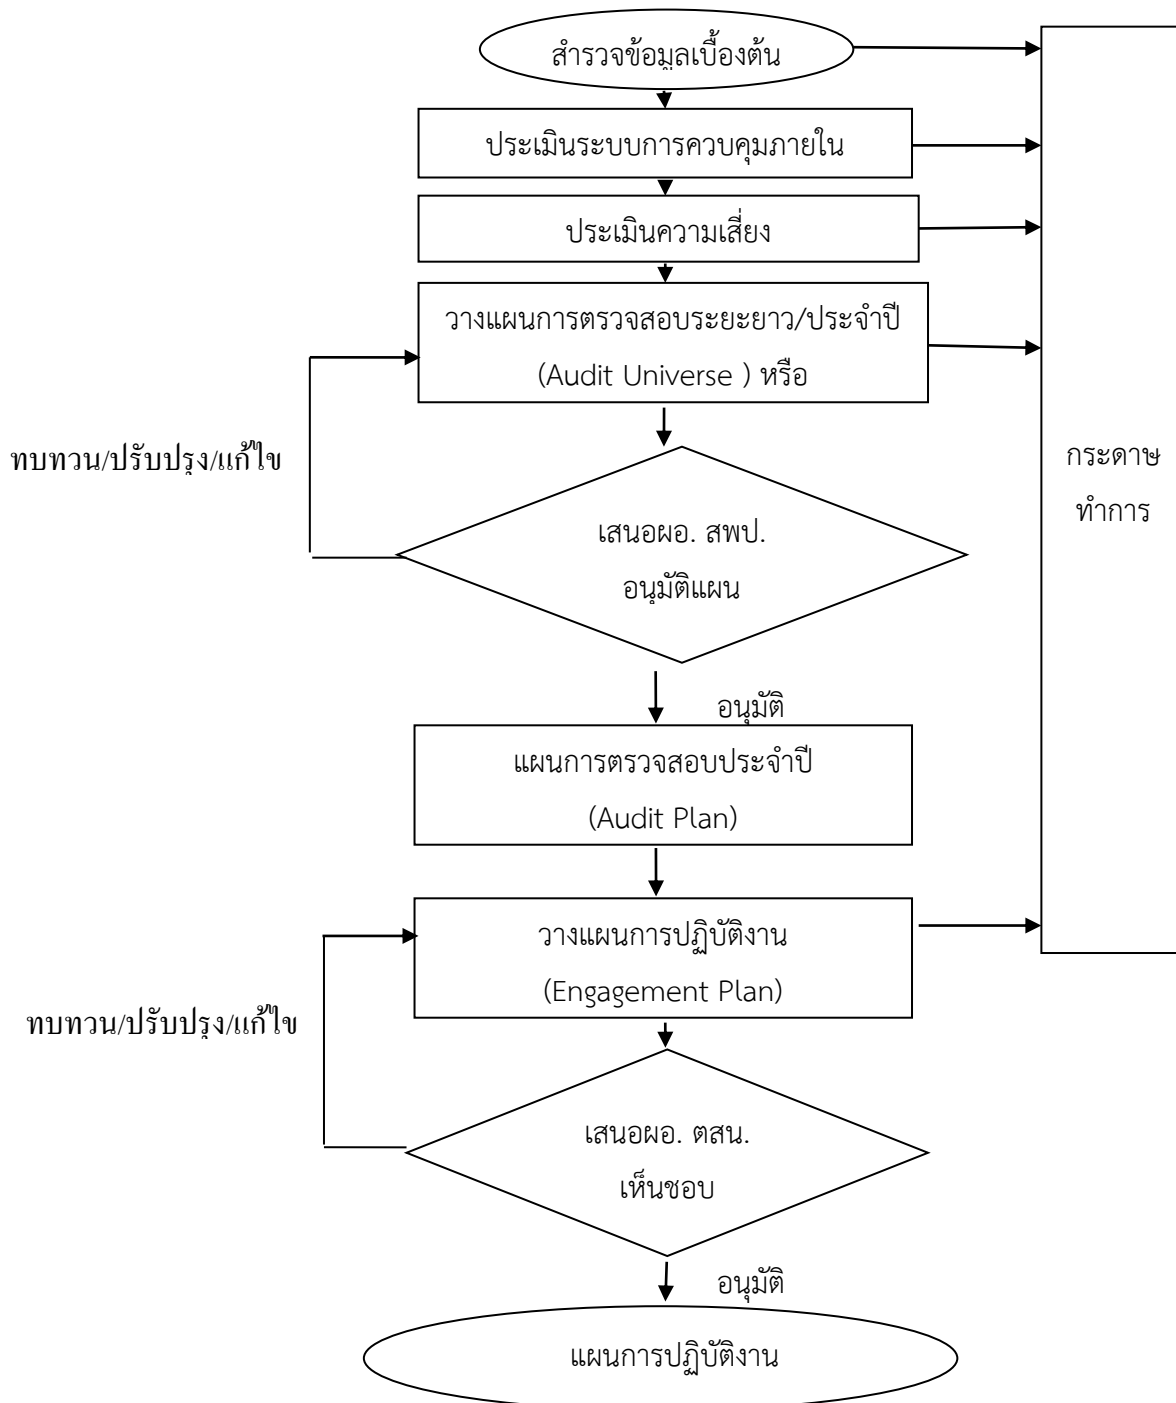 สำรวจข้อมูลเบื้องต้น
ประเมินระบบการควบคุมภายใน
ประเมินความเสี่ยง
วางแผนการตรวจสอบระยะยาว/ประจำปี
(Audit Universe ) หรือ
ทบทวน/ปรับปรุง/แก้ไข
กระดาษ
ทำการ
เสนอผอ. สพป.
อนุมัติแผน
อนุมัติ
แผนการตรวจสอบประจำปี
(Audit Plan)
วางแผนการปฏิบัติงาน
(Engagement Plan)
ทบทวน/ปรับปรุง/แก้ไข
เสนอผอ. ตสน.
เห็นชอบ
อนุมัติ
แผนการปฏิบัติงาน